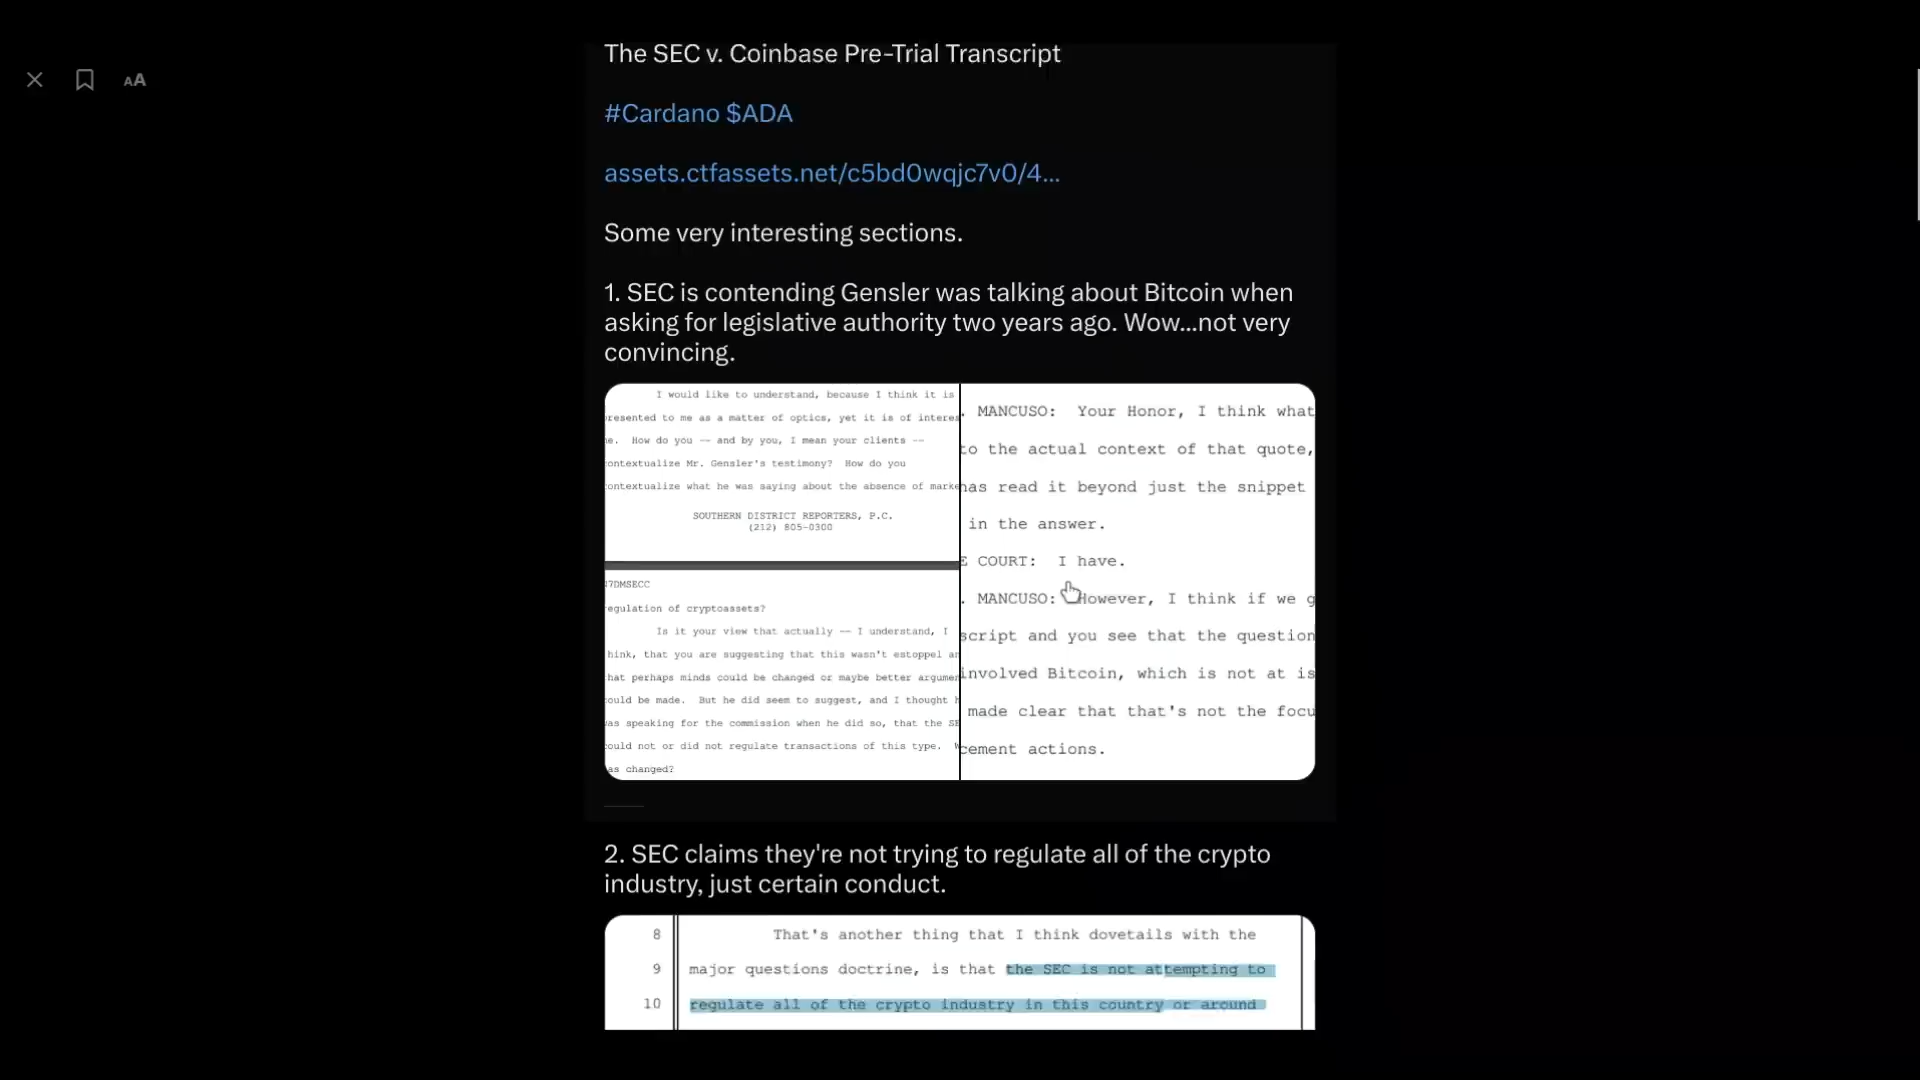 The SEC v. Coinbase Pre-Trial Transcript
AA
#Cardano $ADA
assets.ctfassets.net/c5bd0wqjc7v0/4...
Some very interesting sections.
1. SEC is contending Gensler was talking about Bitcoin when
asking for legislative authority two years ago. Wow...not very
convincing.
I would like to understand, because I think it is
resented to me as a matter of optics, yet it is of interes
e. How do you -- and by you, I mean your clients --
ontextualize Mr. Gensler's testimony? How do you
ontextualize what he was saying about the absence of marke
SOUTHERN DISTRICT REPORTERS, P.C.
(212) 805-0300
7DMSECC
egulation of cryptoassets?
Is it your view that actually -- I understand, I
hink, that you are suggesting that this wasn't estoppel an
hat perhaps minds could be changed or maybe better argumen
ould be made. But he did seem to suggest, and I thought h
as speaking for the commission when he did so, that the SE
ould not or did not regulate transactions of this type. W
as changed?
. MANCUSO: Your Honor, I think what
to the actual context of that quote,
has read it beyond just the snippet
in the answer.
E COURT: I have.
. MANCUSO: However, I think if we g
script and you see that the question
involved Bitcoin, which is not at is
made clear that that's not the focu
cement actions.
2. SEC claims they're not trying to regulate all of the crypto
industry, just certain conduct.
8 That's another thing that I think dovetails with the
9 major questions doctrine, is that the SEC is not attempting to
10 regulate all of the crypto industry in this country or around